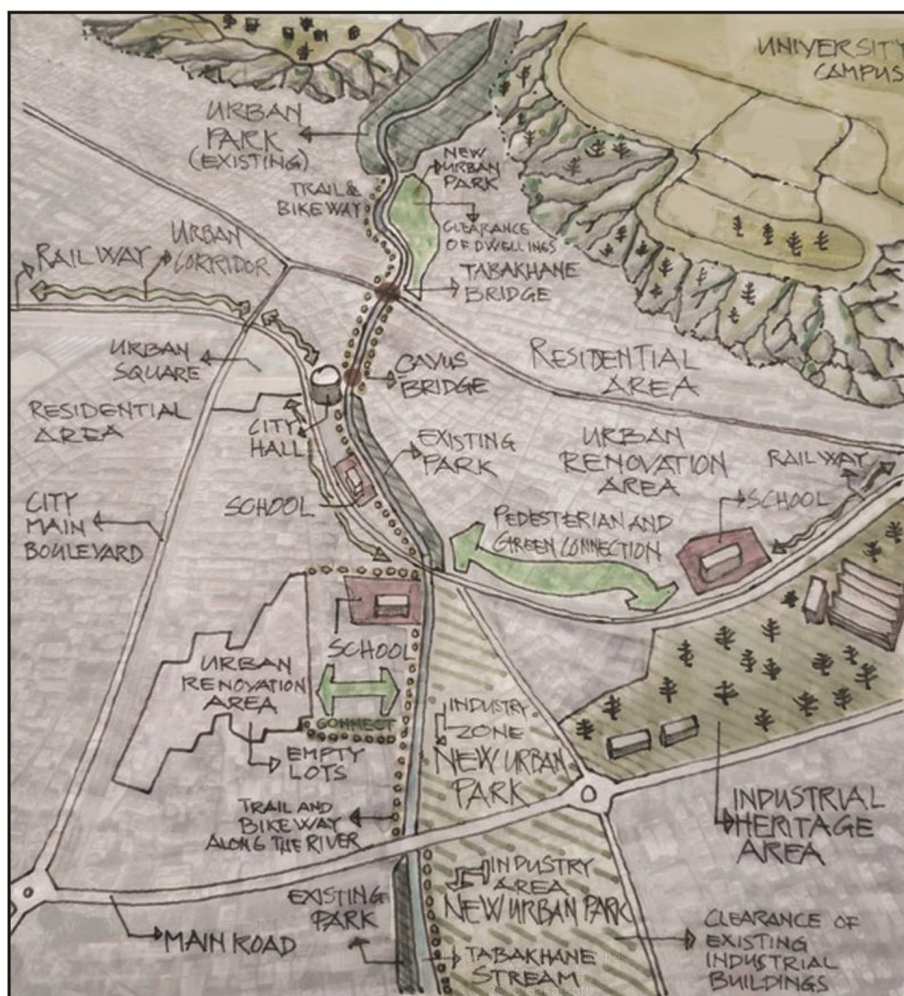 UNIVERSITY
CAMPUS
URBAN
PARK
(EXISTING)
NEW
URBAN
PARK
TRAIL &
BIKEWAY
CLEARANCE
OF DWELLINGS
RAILWAY
URBAN
CORRIDOR
TABAKHANE
BRIDGE
URBAN
SQUARE
CAVUS
BRIDGE
RESIDENTIAL
AREA
RESIDENTIAL
AREA
CITY
HALL
EXISTING
PARK
URBAN
RENOVATION
AREA
RAILWAY
SCHOOL
SCHOOL
CITY
MAIN
BOULEVARD
PEDESTERIAN AND
GREEN CONNECTION
SCHOOL
URBAN
RENOVATION
AREA
CONNECT
EMPTY
LOTS
INDUSTRY
ZONE
NEW URBAN
PARK
TRAIL AND
BIKEWAY
ALONG THE RIVER
INDUSTRIAL
HERITAGE
AREA
INDUSTRY
AREA
NEW URBAN PARK
EXISTING
PARK
MAIN ROAD
TABAKHANE
STREAM
CLEARANCE OF
EXISTING
INDUSTRIAL
BUILDINGS